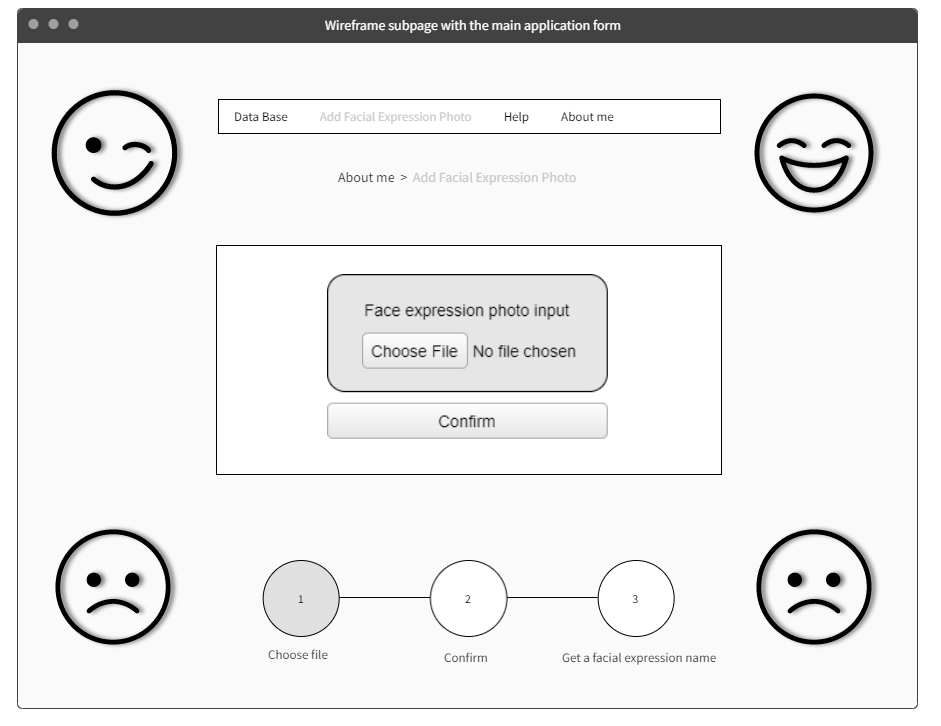 Wireframe subpage with the main application form
Data Base Add Facial Expression Photo Help About me
About me > Add Facial Expression Photo
Face expression photo input
Choose File No file chosen
Confirm
1 2 3
Choose file Confirm Get a facial expression name